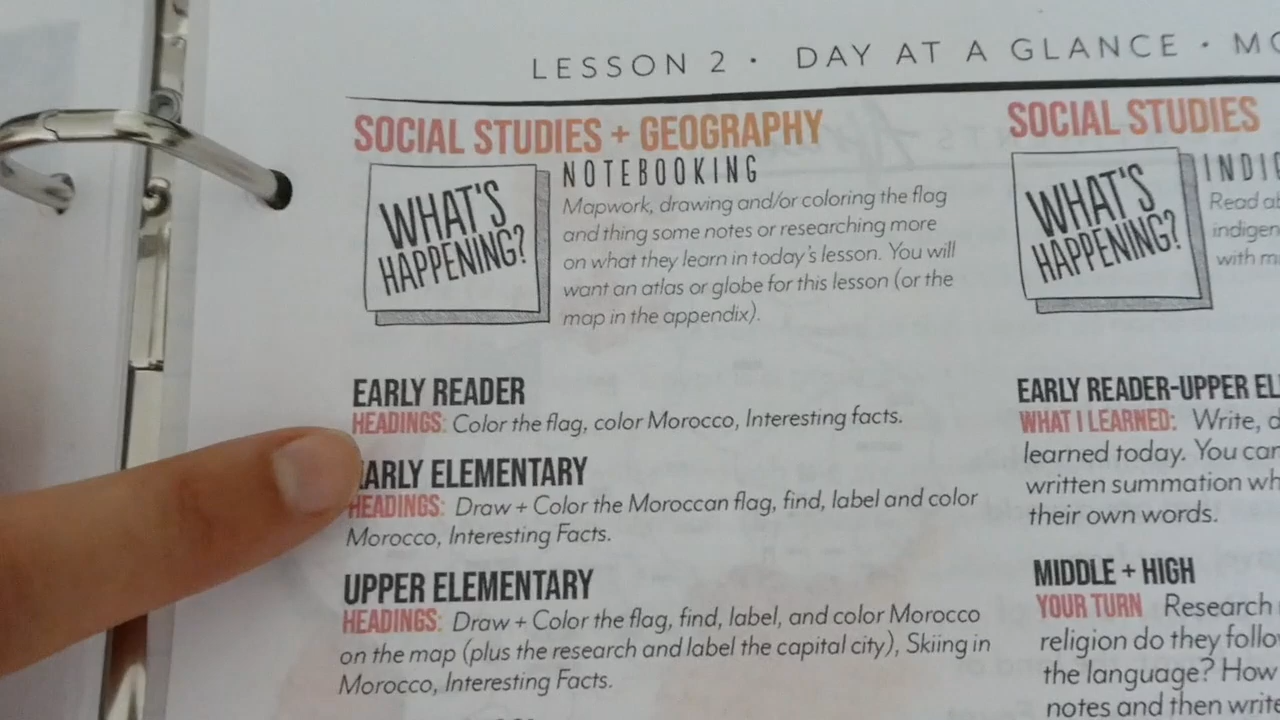 LESSON 2 · DAY AT A GLANCE ·
SOCIAL STUDIES + GEOGRAPHY
WHAT'S
HAPPENING?
NOTEBOOKING
Mapwork, drawing and/or coloring the flag
and thing some notes or researching more
on what they learn in today's lesson. You will
want an atlas or globe for this lesson (or the
map in the appendix).
EARLY READER
HEADINGS: Color the flag, color Morocco, Interesting facts.
EARLY ELEMENTARY
HEADINGS: Draw + Color the Moroccan flag, find, label and color
Morocco, Interesting Facts.
UPPER ELEMENTARY
HEADINGS: Draw + Color the flag, find, label, and color Morocco
on the map (plus the research and label the capital city), Skiing in
Morocco, Interesting Facts.
SOCIAL STUDIES
WHAT'S
HAPPENING?
Read
with
EARLY READER-UPPER
WHAT I LEARNED: Write,
learned today. You can
written summation
their own words.
MIDDLE + HIGH
YOUR TURN Research
religion do they
the language? How
notes and then write